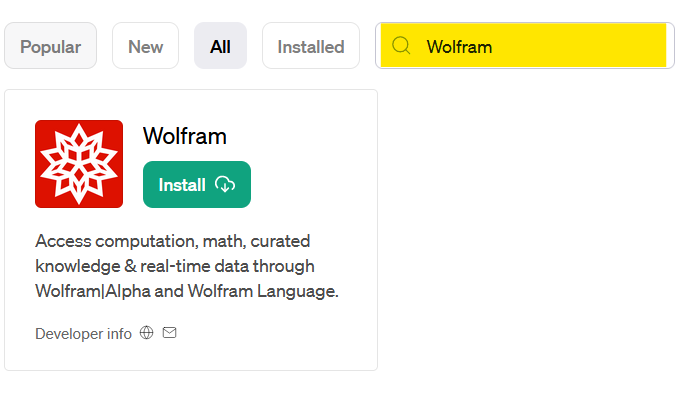 Popular
New
All
Installed
Wolfram
Wolfram
Install
Access computation, math, curated
knowledge & real-time data through
Wolfram|Alpha and Wolfram Language.
Developer info